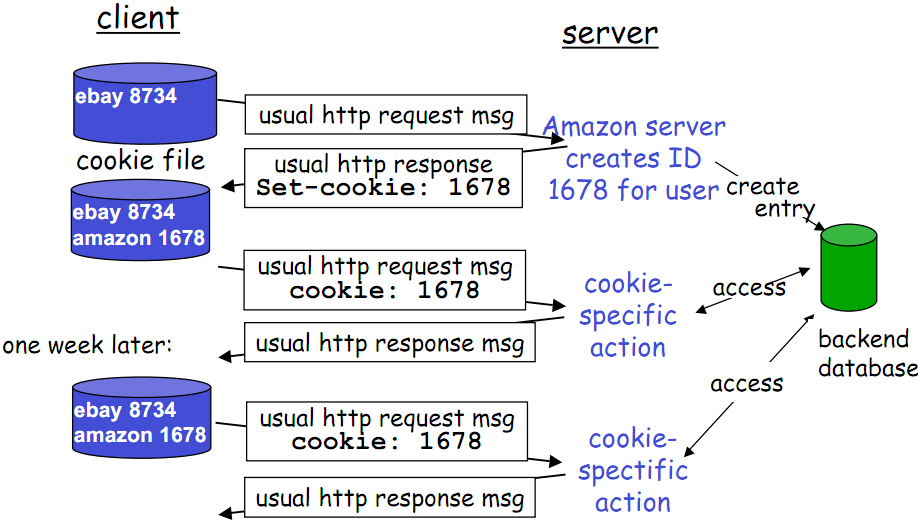 client
server
ebay 8734
usual http request msg
cookie file
Amazon server
creates ID
1678 for user
usual http response
Set-cookie: 1678
create
entry
ebay 8734
amazon 1678
usual http request msg
cookie: 1678
cookie-
specific
action
access
usual http response msg
one week later:
backend
database
access
ebay 8734
amazon 1678
usual http request msg
cookie: 1678
cookie-
spectific
action
usual http response msg